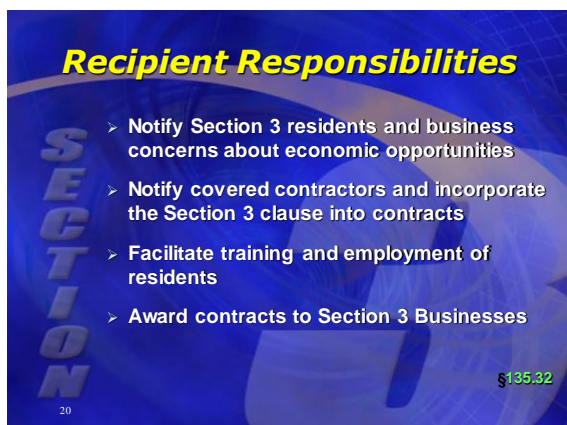 Recipient Responsibilities
SECTION
3
➢ Notify Section 3 residents and business
concerns about economic opportunities
➢ Notify covered contractors and incorporate
the Section 3 clause into contracts
➢ Facilitate training and employment of
residents
➢ Award contracts to Section 3 Businesses
§135.32
20